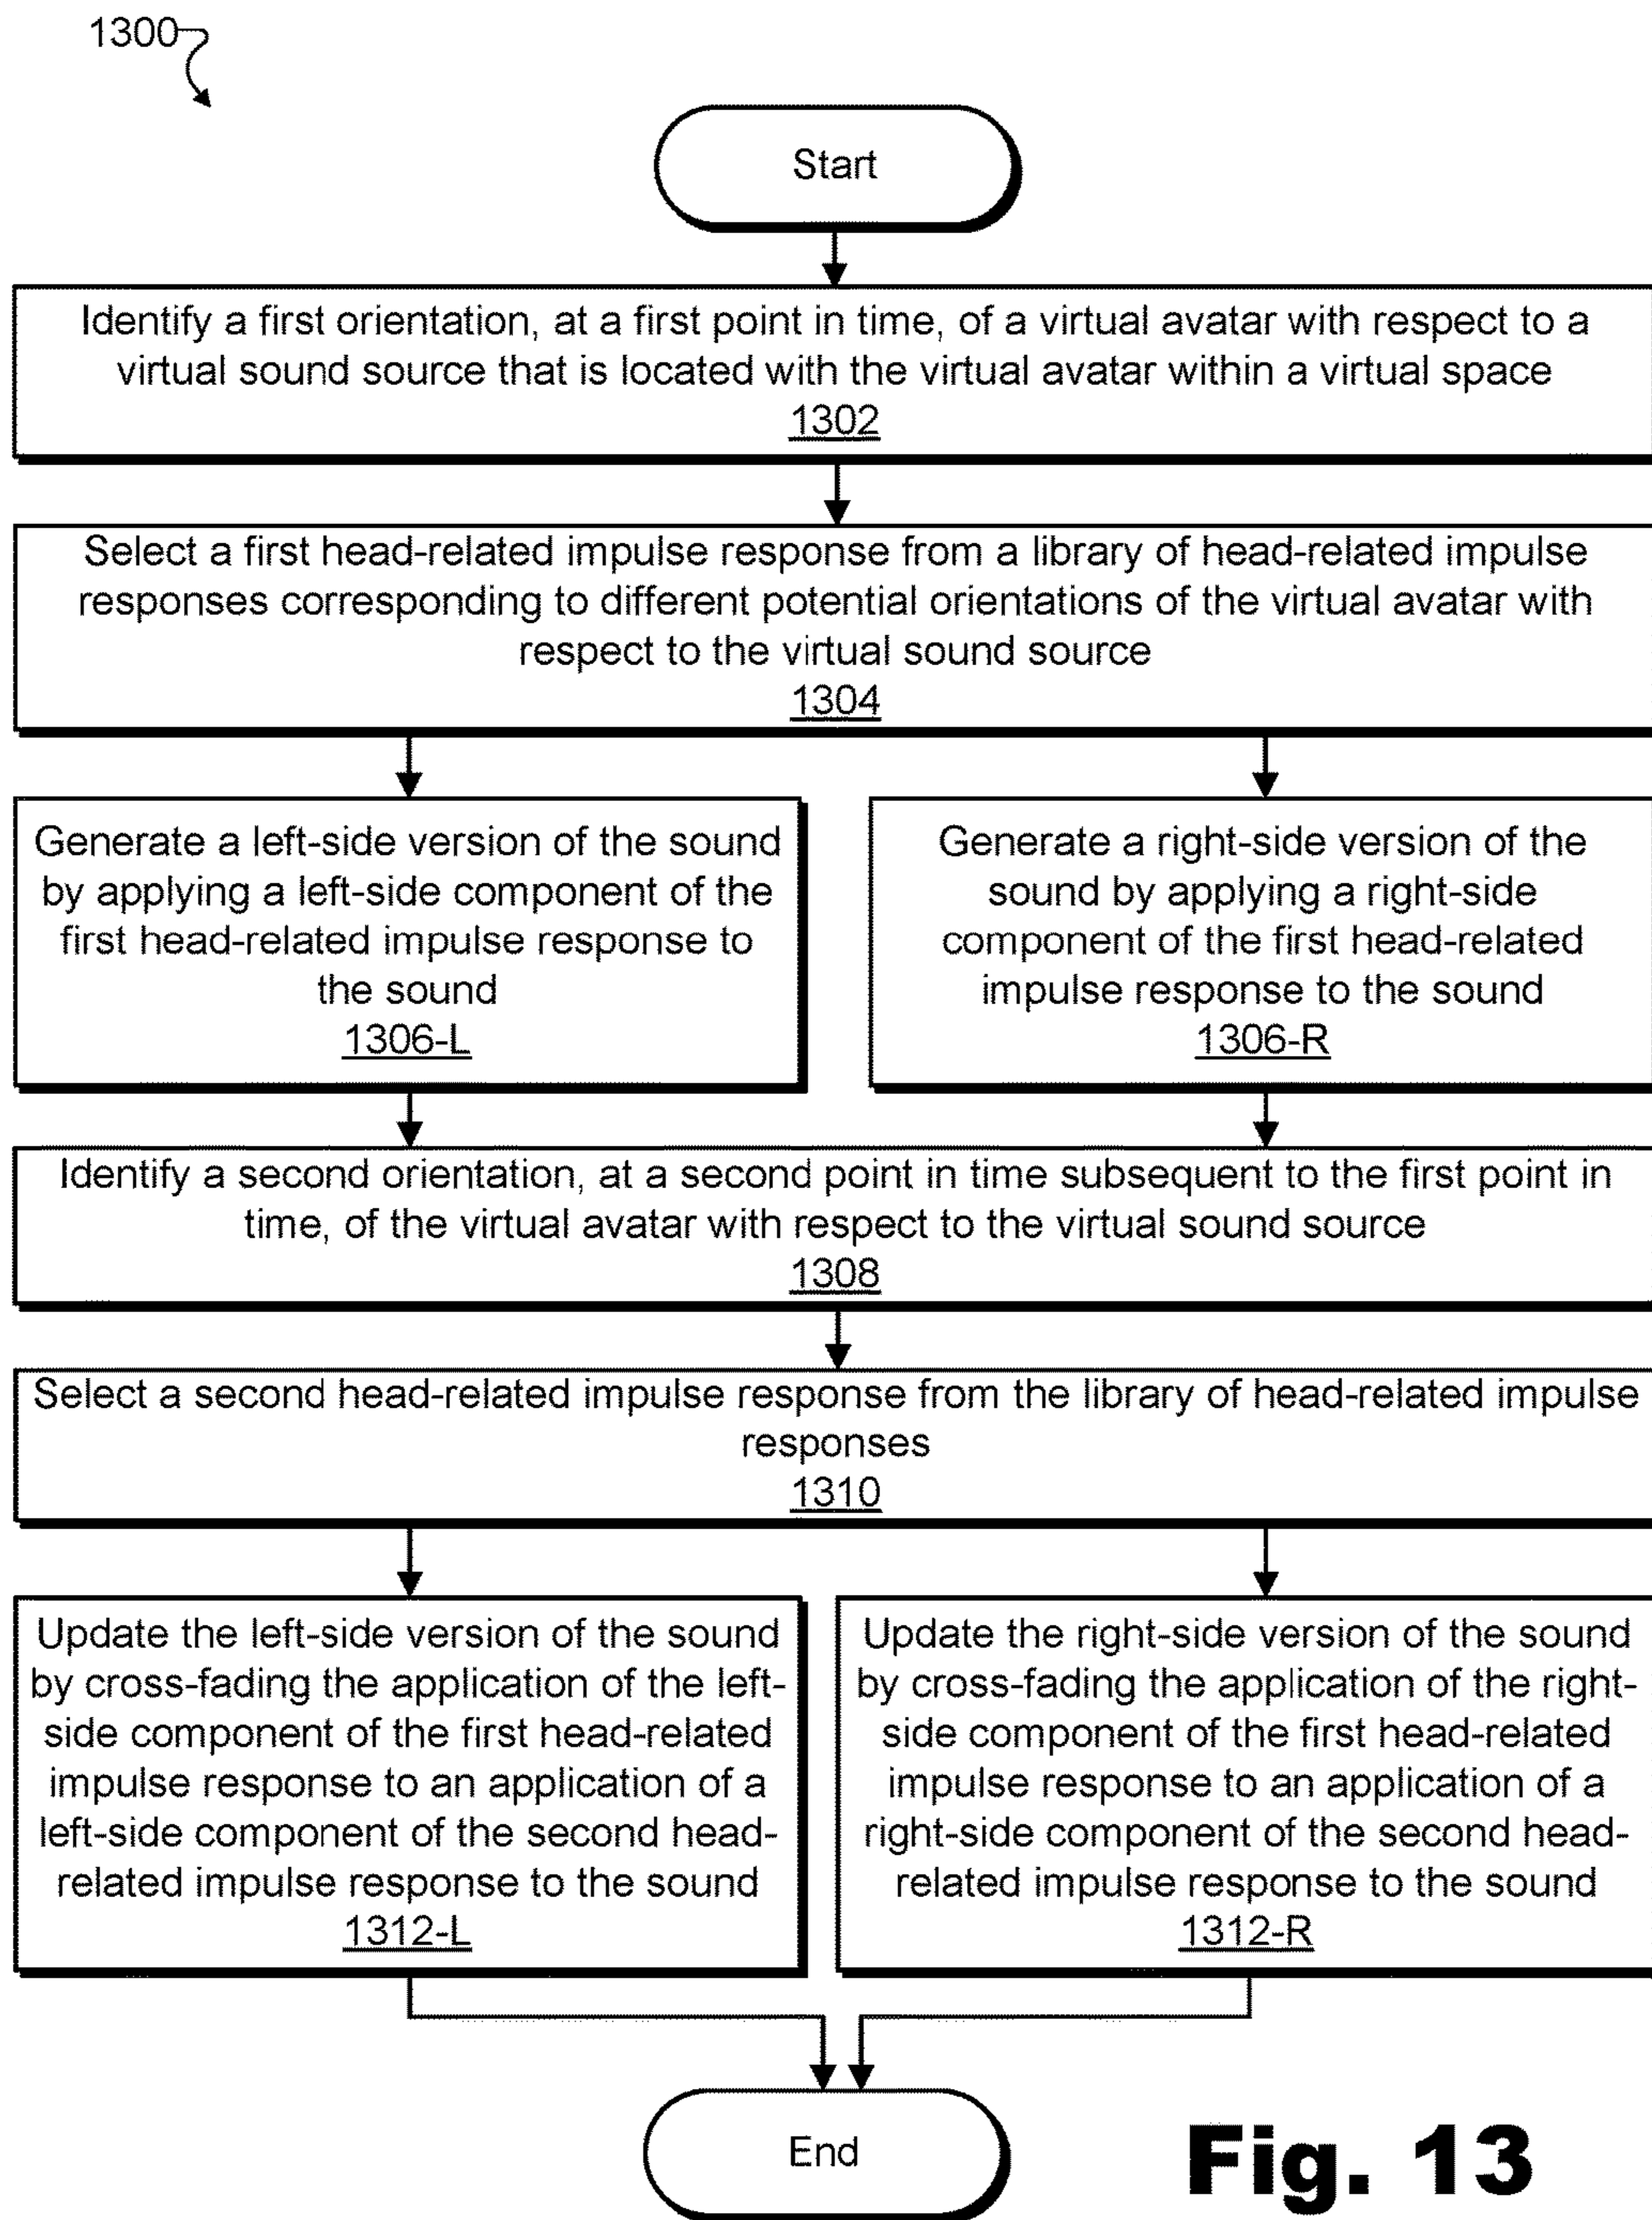 1300
Start
Identify a first orientation, at a first point in time, of a virtual avatar with respect to a
virtual sound source that is located with the virtual avatar within a virtual space
1302
Select a first head-related impulse response from a library of head-related impulse
responses corresponding to different potential orientations of the virtual avatar with
respect to the virtual sound source
1304
Generate a left-side version of the sound
by applying a left-side component of the
first head-related impulse response to
the sound
1306-L
Generate a right-side version of the
sound by applying a right-side
component of the first head-related
impulse response to the sound
1306-R
Identify a second orientation, at a second point in time subsequent to the first point in
time, of the virtual avatar with respect to the virtual sound source
1308
Select a second head-related impulse response from the library of head-related impulse
responses
1310
Update the left-side version of the sound
by cross-fading the application of the left-
side component of the first head-related
impulse response to an application of a
left-side component of the second head-
related impulse response to the sound
1312-L
Update the right-side version of the sound
by cross-fading the application of the right-
side component of the first head-related
impulse response to an application of a
right-side component of the second head-
related impulse response to the sound
1312-R
End
Fig. 13